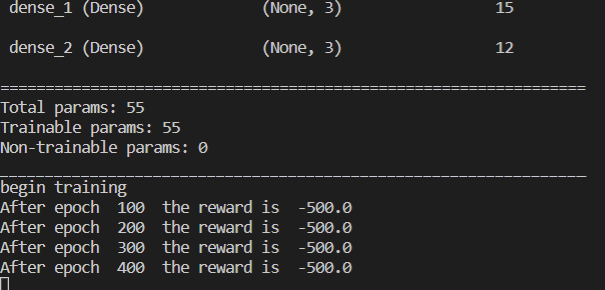 dense_1 (Dense) (None, 3) 15
dense_2 (Dense) (None, 3) 12
=================================================================
Total params: 55
Trainable params: 55
Non-trainable params: 0
_________________________________________________________________
begin training
After epoch  100  the reward is  -500.0
After epoch  200  the reward is  -500.0
After epoch  300  the reward is  -500.0
After epoch  400  the reward is  -500.0